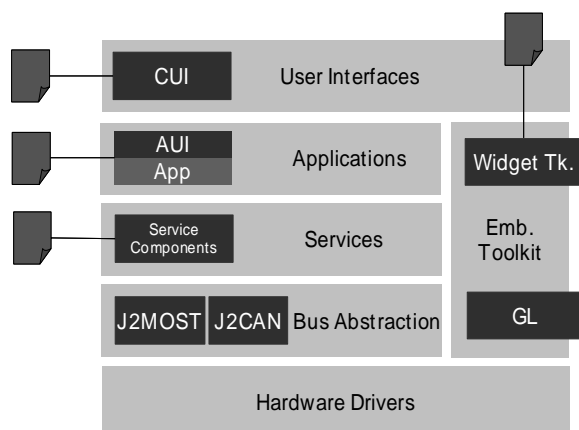 CUI
User Interfaces
AUI
App
Applications
Widget Tk.
Service
Components
Services
Emb.
Toolkit
J2MOST
J2CAN
Bus Abstraction
GL
Hardware Drivers